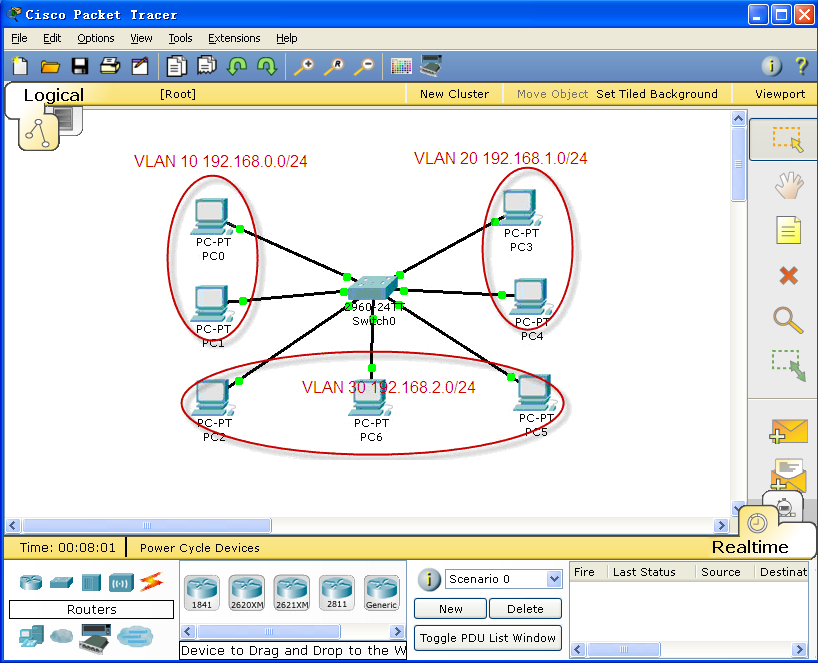 Cisco Packet Tracer
File Edit Options View Tools Extensions Help
Logical [Root] New Cluster Move Object Set Tiled Background Viewport
VLAN 10 192.168.0.0/24
VLAN 20 192.168.1.0/24
PC-PT
PC0
PC-PT
PC3
PC-PT
PC1
2960-24TT
Switch0
PC-PT
PC4
VLAN 30 192.168.2.0/24
PC-PT
PC2
PC-PT
PC6
PC-PT
PC5
Time: 00:08:01 Power Cycle Devices
Realtime
Routers
1841 2620XM 2621XM 2811 Generic
Device to Drag and Drop to the W
Scenario 0
New Delete
Toggle PDU List Window
Fire Last Status Source Destinat